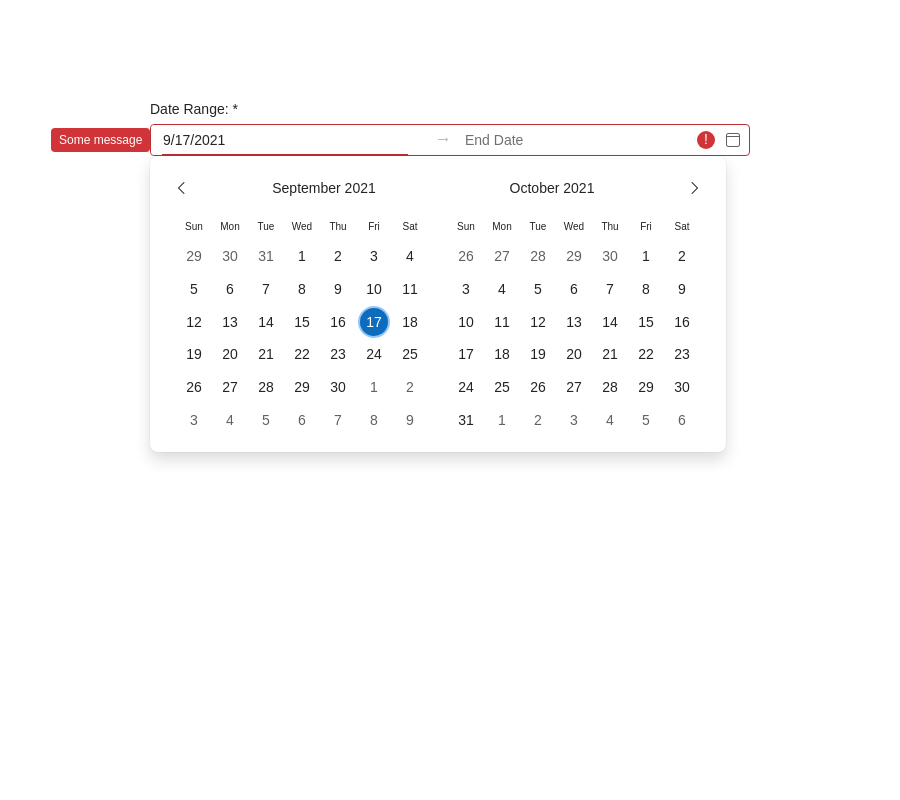 Date Range: *
Some message 9/17/2021 → End Date !
September 2021 October 2021
Sun Mon Tue Wed Thu Fri Sat Sun Mon Tue Wed Thu Fri Sat
29 30 31 1 2 3 4 26 27 28 29 30 1 2
5 6 7 8 9 10 11 3 4 5 6 7 8 9
12 13 14 15 16 17 18 10 11 12 13 14 15 16
19 20 21 22 23 24 25 17 18 19 20 21 22 23
26 27 28 29 30 1 2 24 25 26 27 28 29 30
3 4 5 6 7 8 9 31 1 2 3 4 5 6